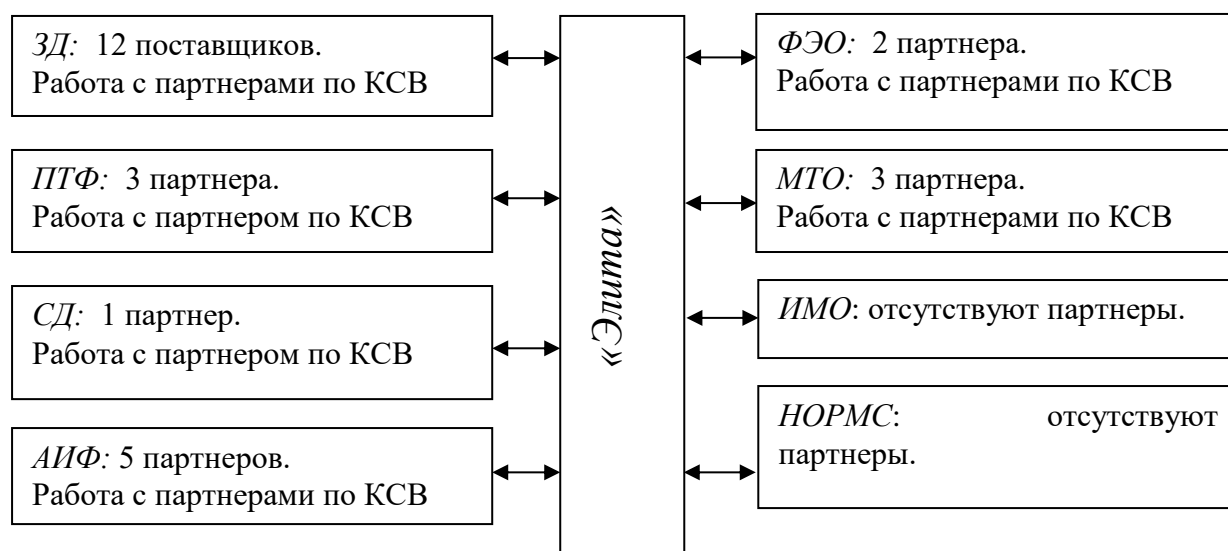 ЗД: 12 поставщиков.
Работа с партнерами по КСВ
ПТФ: 3 партнера.
Работа с партнером по КСВ
СД: 1 партнер.
Работа с партнером по КСВ
АИФ: 5 партнеров.
Работа с партнерами по КСВ
«Элита»
ФЭО: 2 партнера.
Работа с партнерами по КСВ
МТО: 3 партнера.
Работа с партнерами по КСВ
ИМО: отсутствуют партнеры.
НОРМС: отсутствуют
партнеры.